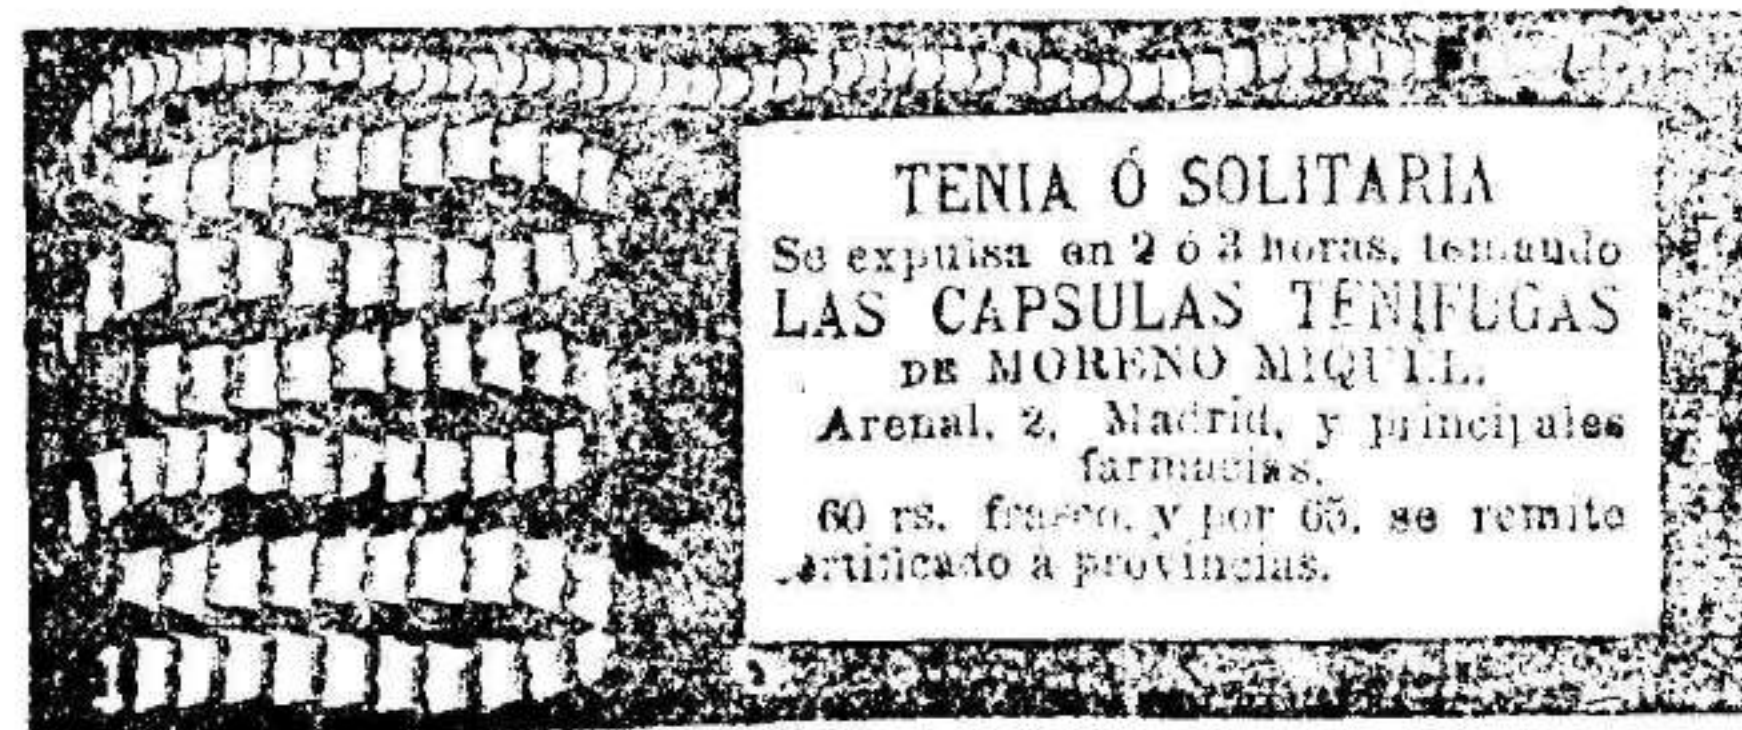 TENIA Ó SOLITARIA
Se expulsa en 2 ó 3 horas, tomando
LAS CAPSULAS TENIFUGAS
DE MORENO MIQUEL.
Arenal, 2, Madrid, y principales
farmacias.
60 rs. frasco, y por 65, se remite
certificado á provincias.